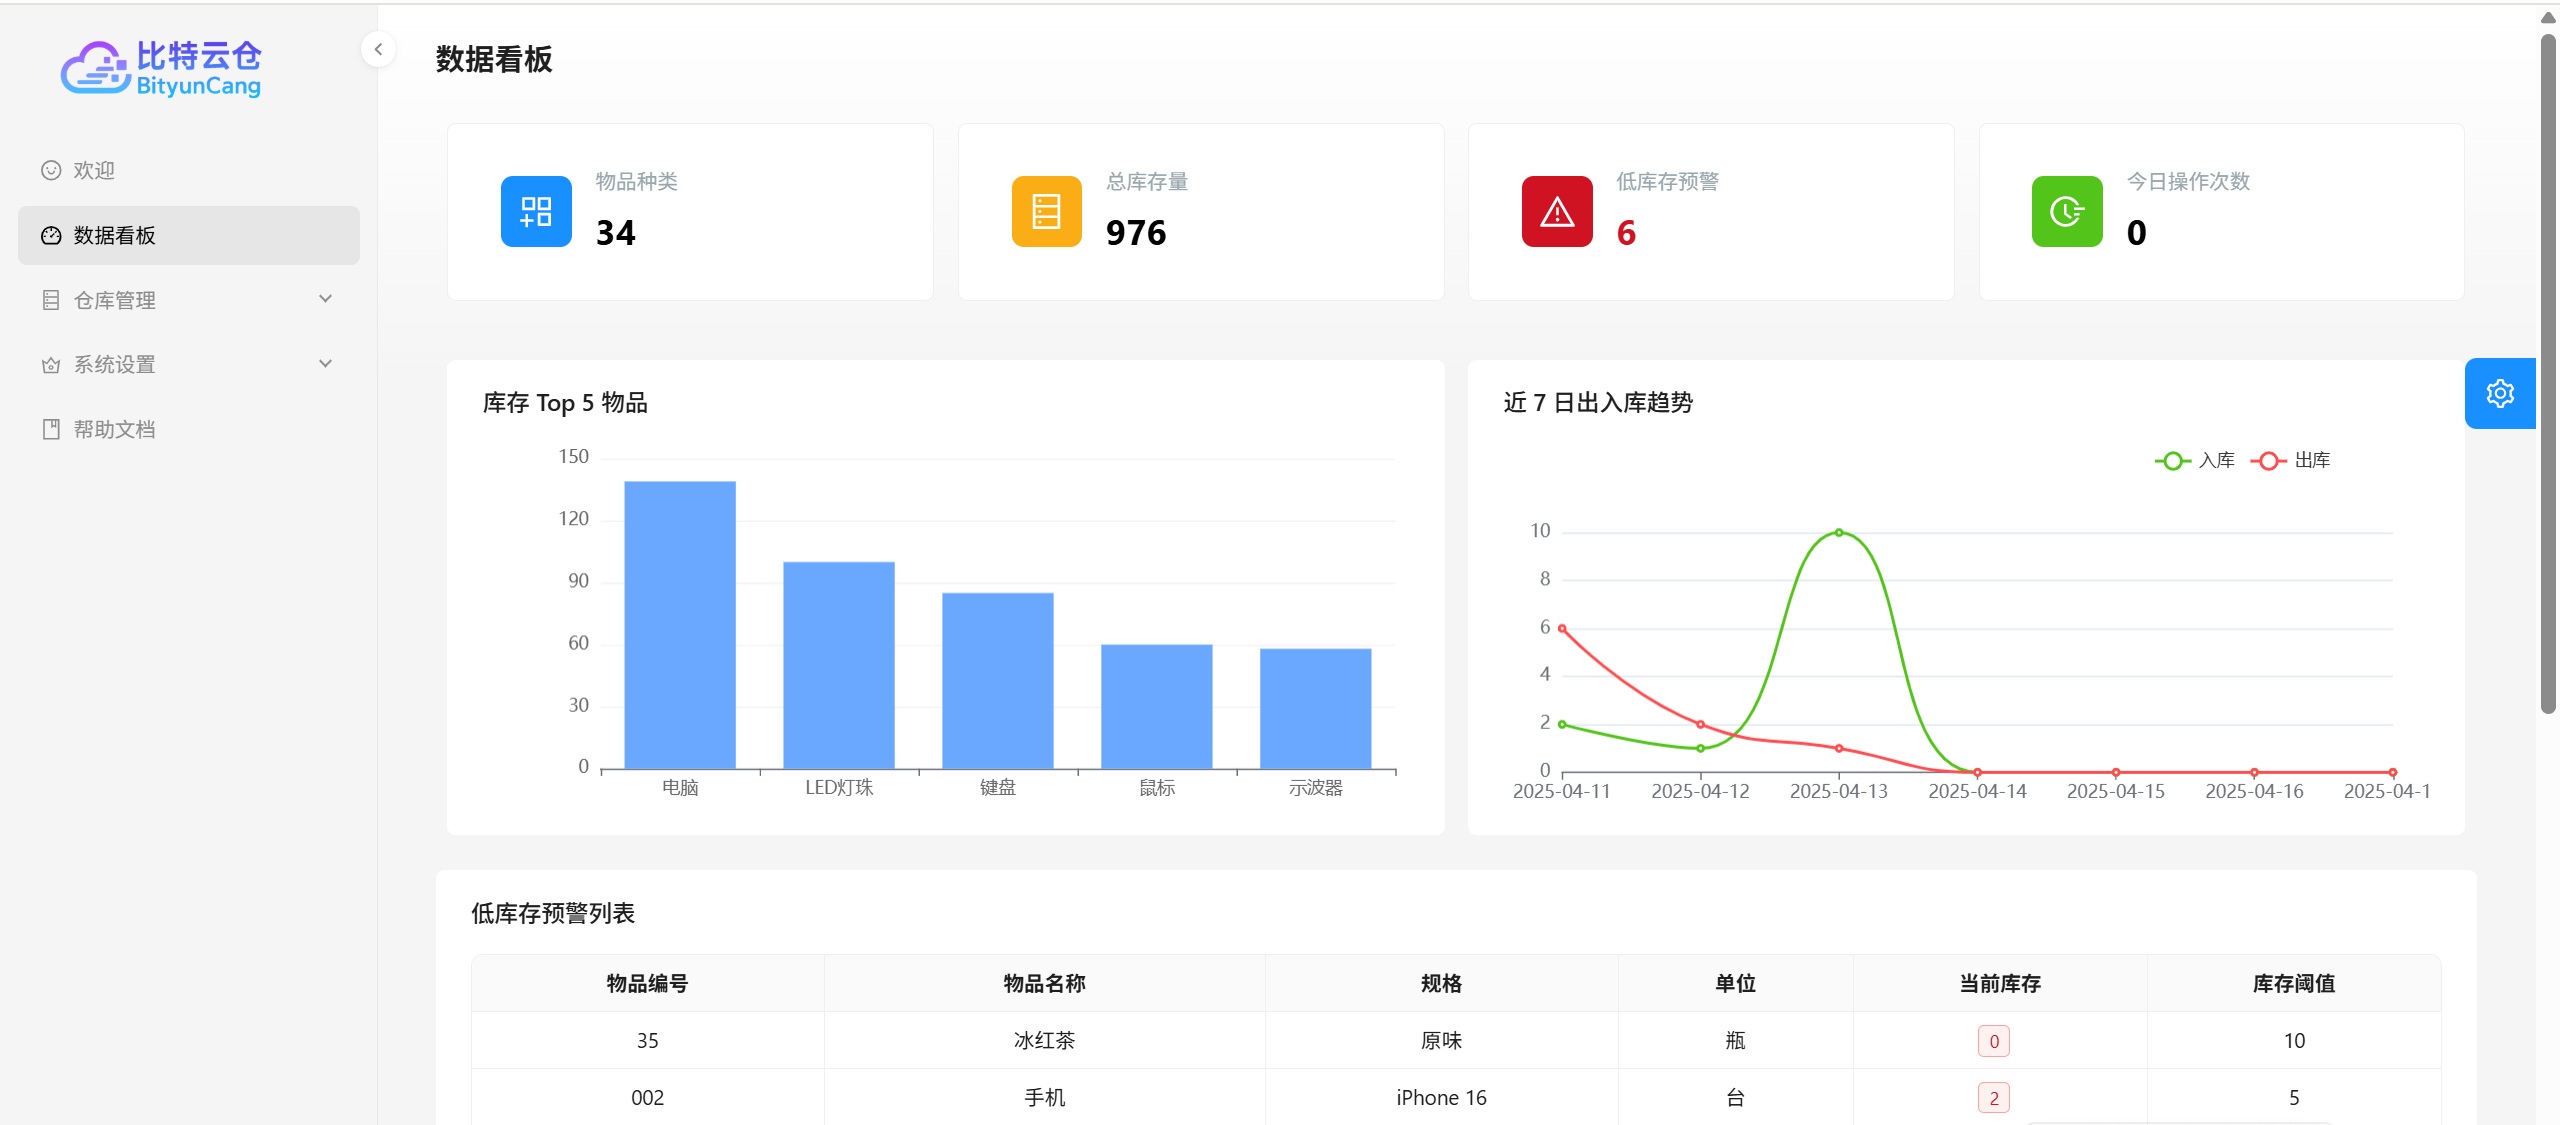 比特云仓
BityunCang
欢迎
数据看板
仓库管理
系统设置
帮助文档
数据看板
物品种类
34
总库存量
976
低库存预警
6
今日操作次数
0
库存 Top 5 物品
150
120
90
60
30
0
电脑 LED灯珠 键盘 鼠标 示波器
近 7 日出入库趋势
入库 出库
10
8
6
4
2
0
2025-04-11 2025-04-12 2025-04-13 2025-04-14 2025-04-15 2025-04-16 2025-04-1
低库存预警列表
物品编号 物品名称 规格 单位 当前库存 库存阈值
35 冰红茶 原味 瓶 0 10
002 手机 iPhone 16 台 2 5